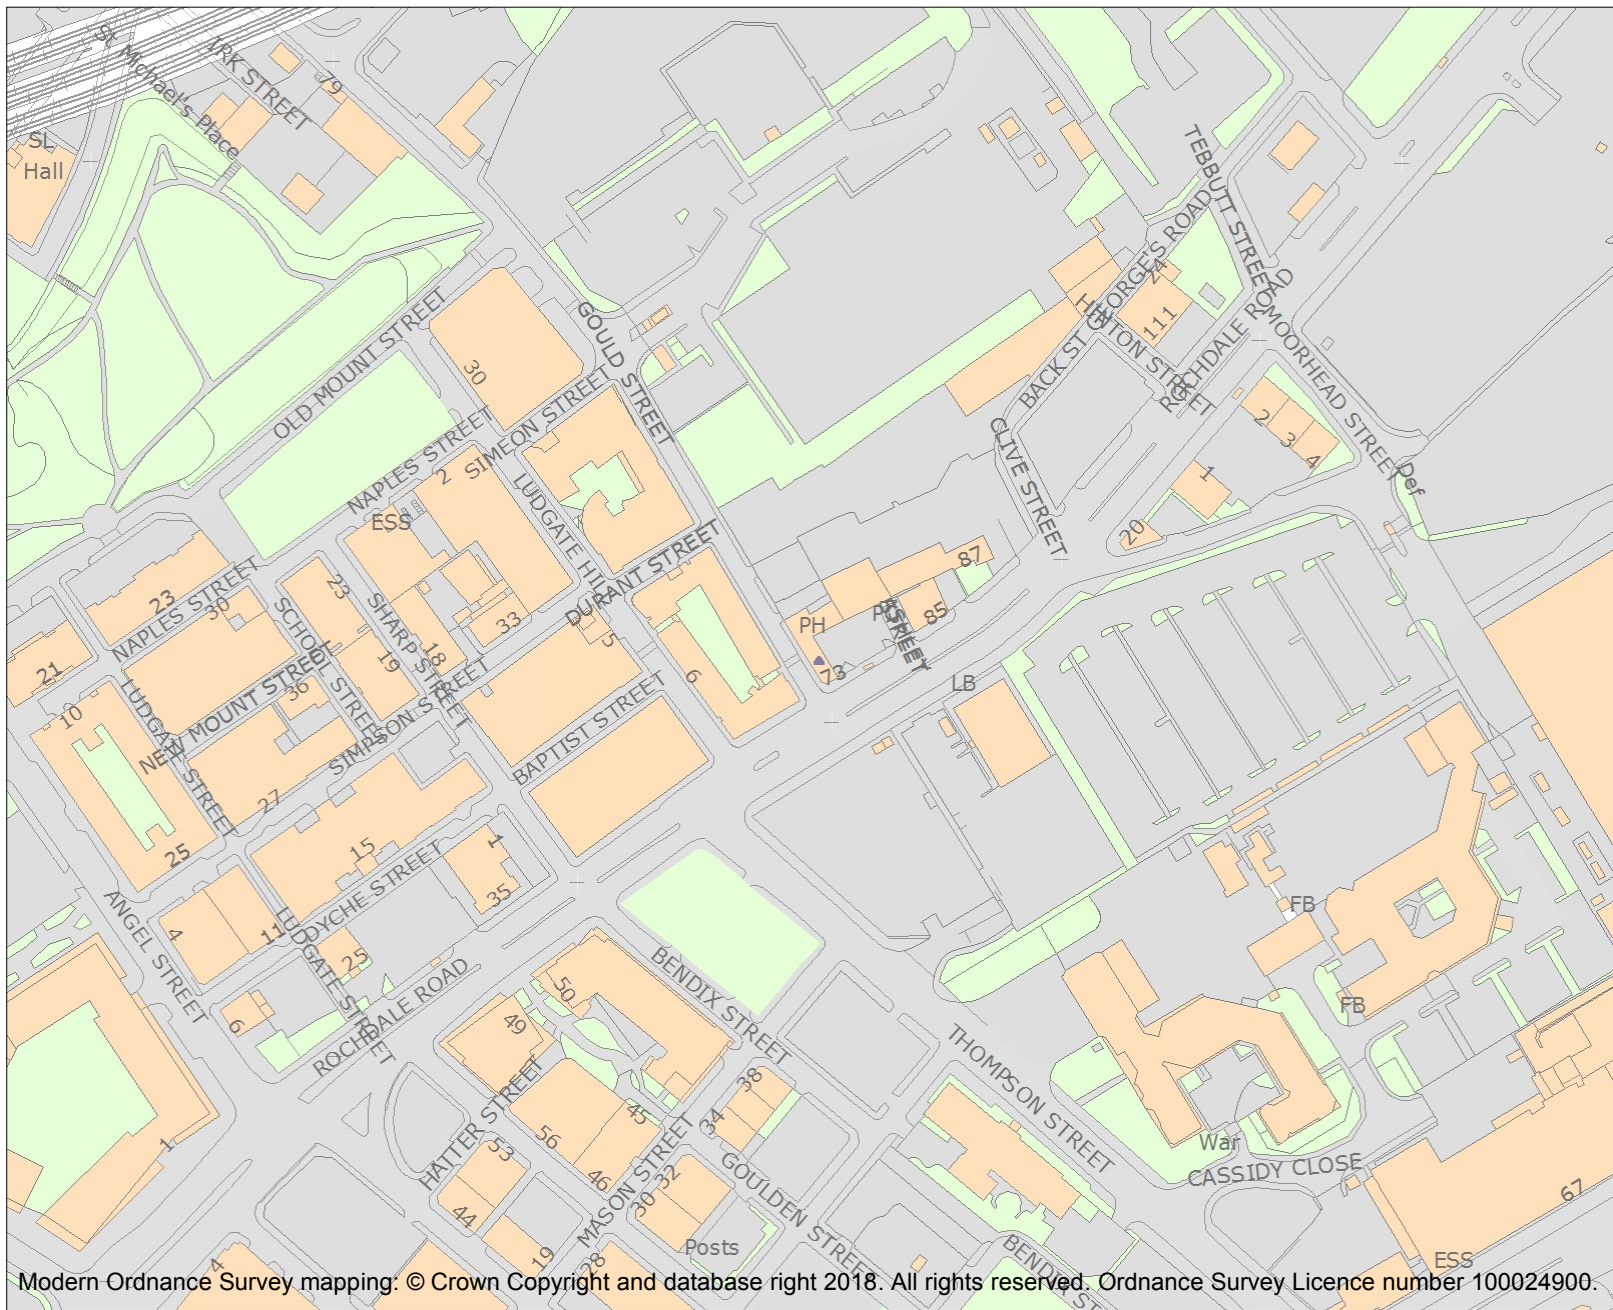 St Michael's Place
IRK STREET
79
SL
Hall
TEBBUTT STREET
BACK ST GEORGE'S ROAD
24
HINTON STREET
111
ROCHDALE ROAD
MOORHEAD STREET
GOULD STREET
OLD MOUNT STREET
30
SIMEON STREET
NAPLES STREET
2
ESS
LUDGATE HILL
CLIVE STREET
2
3
4
1
Def
20
DURANT STREET
87
85
PH
73
LB
23
NAPLES STREET
30
21
23
SCHOOL STREET
SHARP STREET
18
19
33
5
6
SIMPSON STREET
36
NEW MOUNT STREET
10
LUDGATE STREET
BAPTIST STREET
27
25
15
1
35
DYCHE STREET
11
4
25
6
ANGEL STREET
LUDGATE STREET
ROCHDALE ROAD
1
50
49
BENDIX STREET
FB
FB
THOMPSON STREET
HATTER STREET
38
34
45
56
46
53
44
32
30
MASON STREET
GOULDEN STREET
19
28
4
Posts
War
CASSIDY CLOSE
67
ESS
BENDIX ST
Modern Ordnance Survey mapping: © Crown Copyright and database right 2018. All rights reserved. Ordnance Survey Licence number 100024900.